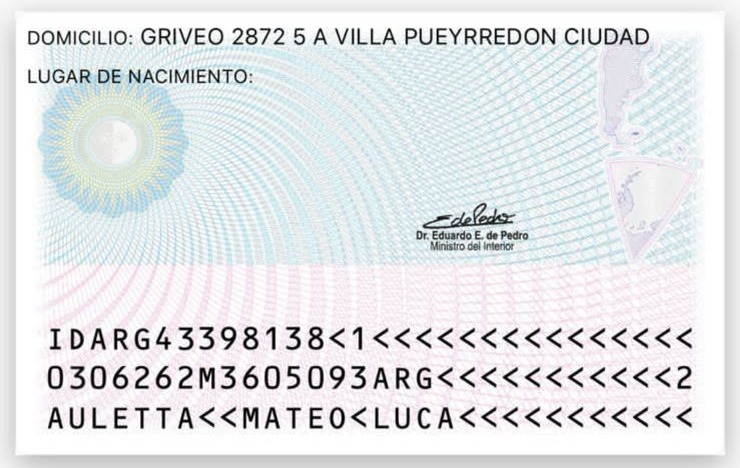 DOMICILIO: GRIVEO 2872 5 A VILLA PUEYRREDON CIUDAD
LUGAR DE NACIMIENTO:
Dr. Eduardo E. de Pedro
Ministro del Interior
IDARG43398138<1<<<<<<<<<<<<<<<
0306262M3605093ARG<<<<<<<<<<<2
AULETTA<<MATEO<LUCA<<<<<<<<<<<